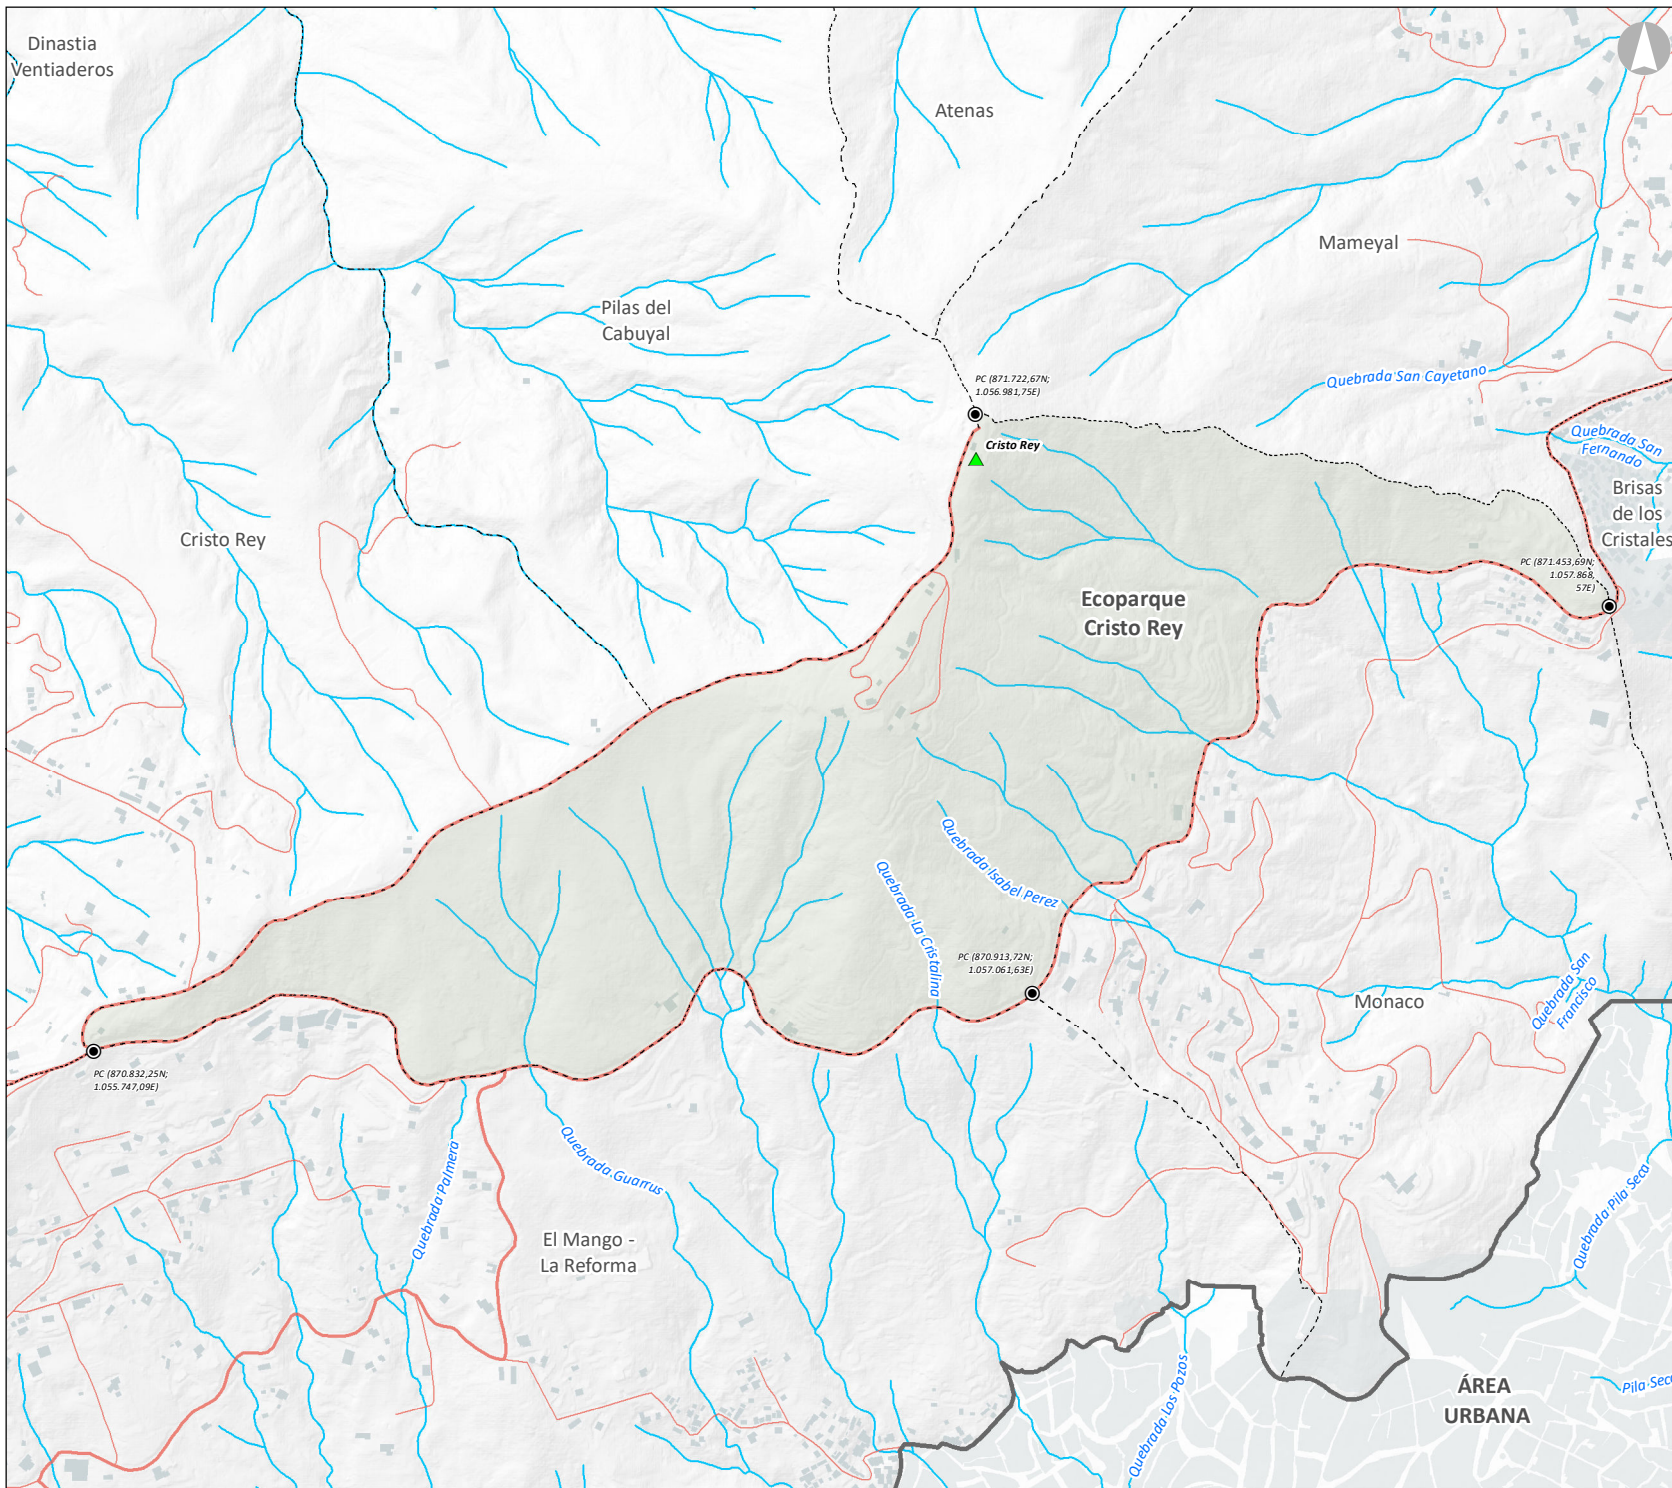 Dinastia
Ventiaderos
Atenas
Mameyal
Pilas del
Cabuyal
PC (871.722,67N;
1.056.981,75E)
Quebrada San Cayetano
Cristo Rey
Quebrada San
Fernando
Brisas
de los
Cristales
Cristo Rey
PC (871.453,69N;
1.057.868,
57E)
Ecoparque
Cristo Rey
Quebrada Isabel Perez
Quebrada La Cristalina
PC (870.913,72N;
1.057.061,63E)
Quebrada San
Francisco
Monaco
PC (870.832,25N;
1.055.747,09E)
Quebrada Palmera
Quebrada Guarrus
Quebrada Pila Seca
El Mango -
La Reforma
Quebrada Los Pozos
Pila Seca
ÁREA
URBANA